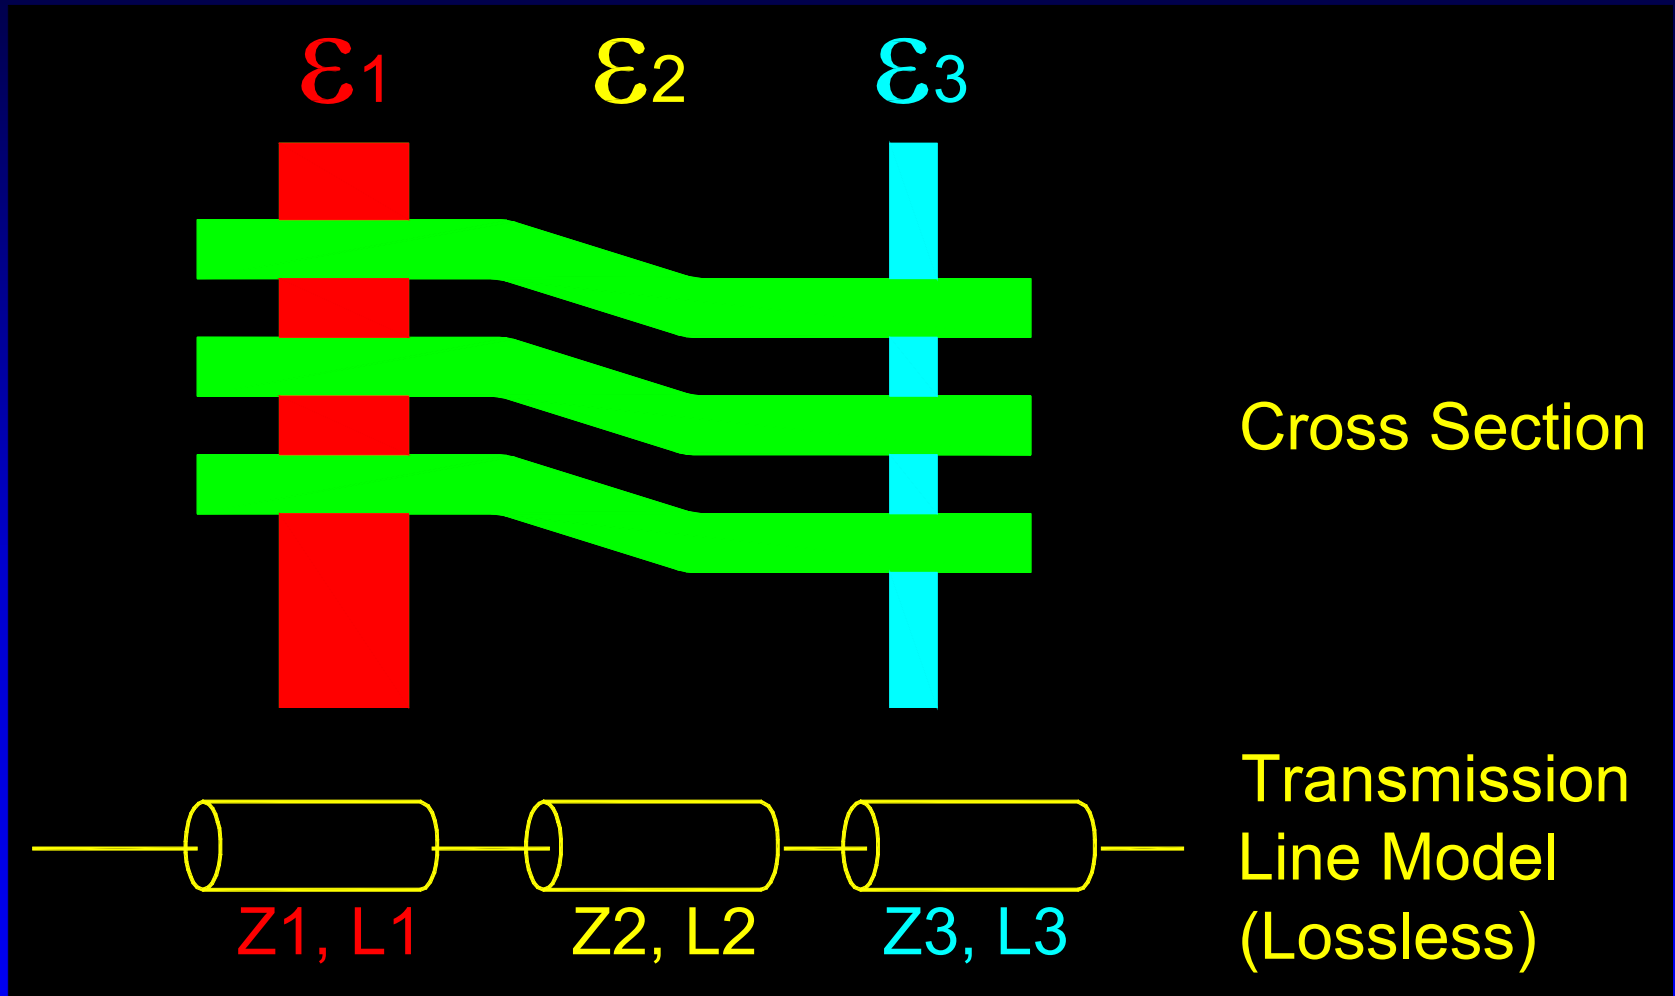 ε1 ε2 ε3
Cross Section
Transmission
Line Model
(Lossless)
Z1, L1 Z2, L2 Z3, L3